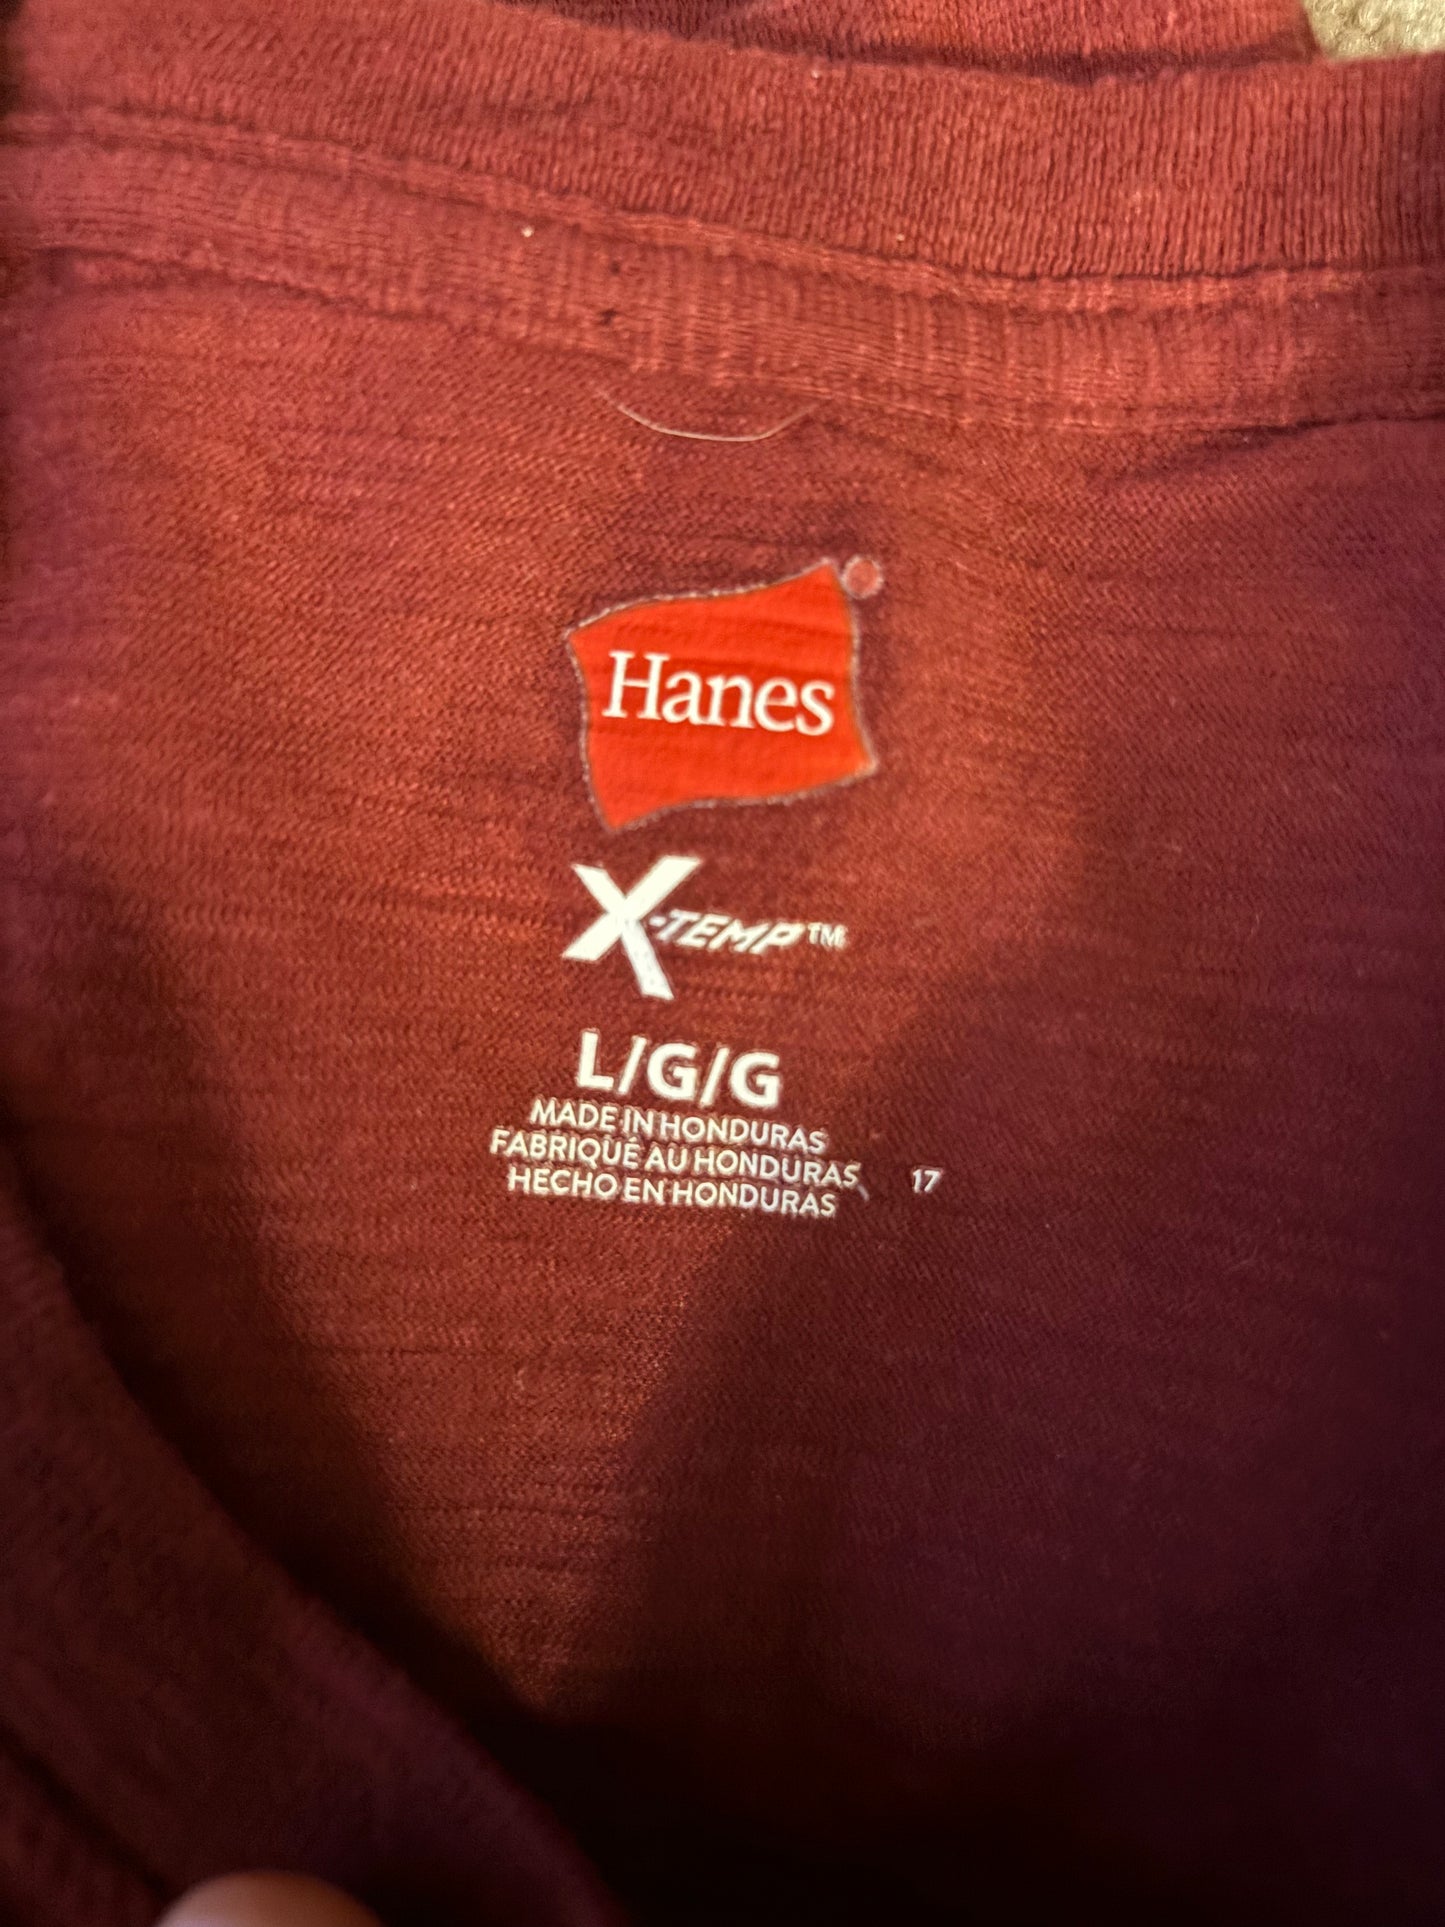 Hanes
X-TEMP™
L/G/G
MADE IN HONDURAS
FABRIQUÉ AU HONDURAS
HECHO EN HONDURAS
17